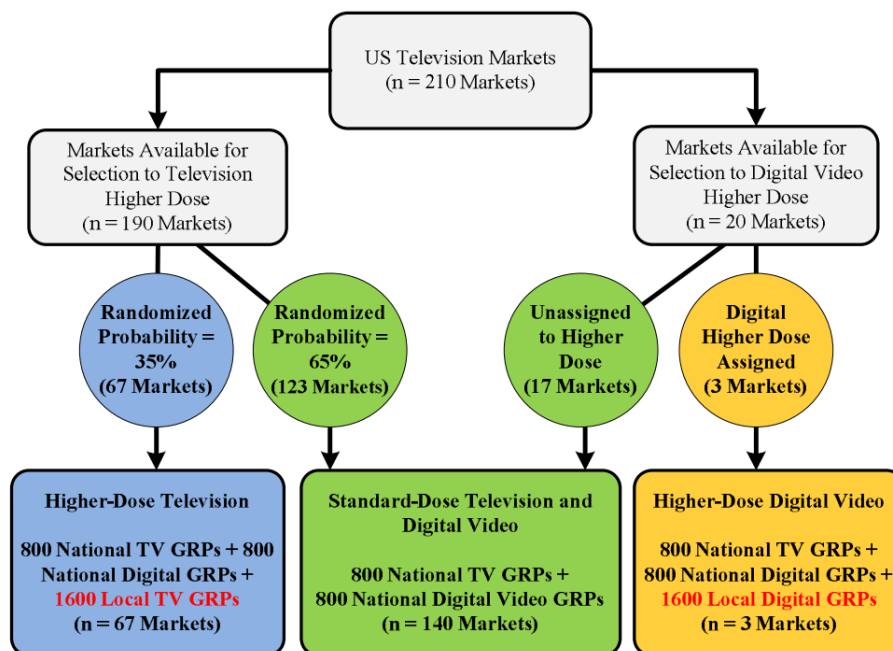 US Television Markets
(n = 210 Markets)
Markets Available for
Selection to Television
Higher Dose
(n = 190 Markets)
Markets Available for
Selection to Digital Video
Higher Dose
(n = 20 Markets)
Randomized
Probability =
35%
(67 Markets)
Randomized
Probability =
65%
(123 Markets)
Unassigned
to Higher
Dose
(17 Markets)
Digital
Higher Dose
Assigned
(3 Markets)
Higher-Dose Television
800 National TV GRPs + 800
National Digital GRPs +
1600 Local TV GRPs
(n = 67 Markets)
Standard-Dose Television and
Digital Video
800 National TV GRPs +
800 National Digital Video GRPs
(n = 140 Markets)
Higher-Dose Digital Video
800 National TV GRPs +
800 National Digital GRPs +
1600 Local Digital GRPs
(n = 3 Markets)